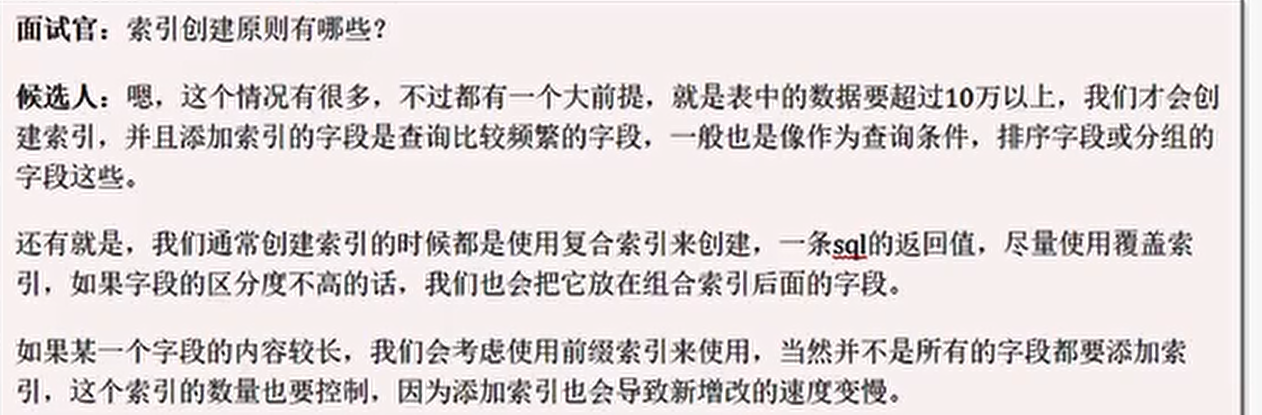 面试官：索引创建原则有哪些？
候选人：嗯，这个情况有很多，不过都有一个大前提，就是表中的数据要超过10万以上，我们才会创
建索引，并且添加索引的字段是查询比较频繁的字段，一般也是像作为查询条件，排序字段或分组的
字段这些。
还有就是，我们通常创建索引的时候都是使用复合索引来创建，一条sql的返回值，尽量使用覆盖索
引，如果字段的区分度不高的话，我们也会把它放在组合索引后面的字段。
如果某一个字段的内容较长，我们会考虑使用前缀索引来使用，当然并不是所有的字段都要添加索
引，这个索引的数量也要控制，因为添加索引也会导致新增改的速度变慢。